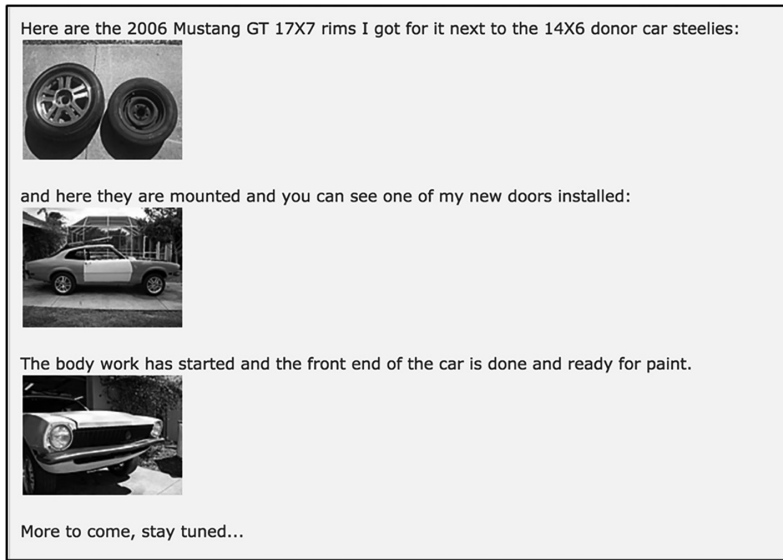 Here are the 2006 Mustang GT 17X7 rims I got for it next to the 14X6 donor car steelies:
and here they are mounted and you can see one of my new doors installed:
The body work has started and the front end of the car is done and ready for paint.
More to come, stay tuned...